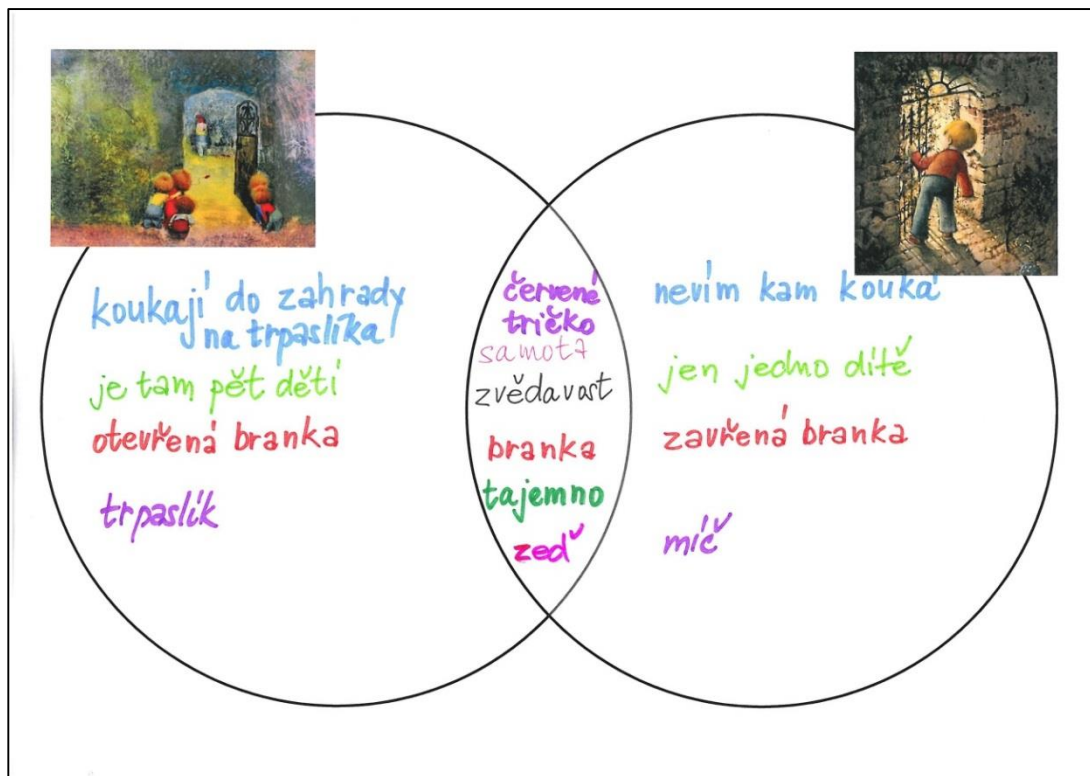 koukají do zahrady
na trpaslíka
je tam pět dětí
otevřená branka
trpaslík
červené
tričko
samota
zvědavost
branka
tajemno
zeď
nevím kam kouká
jen jedno dítě
zavřená branka
míč